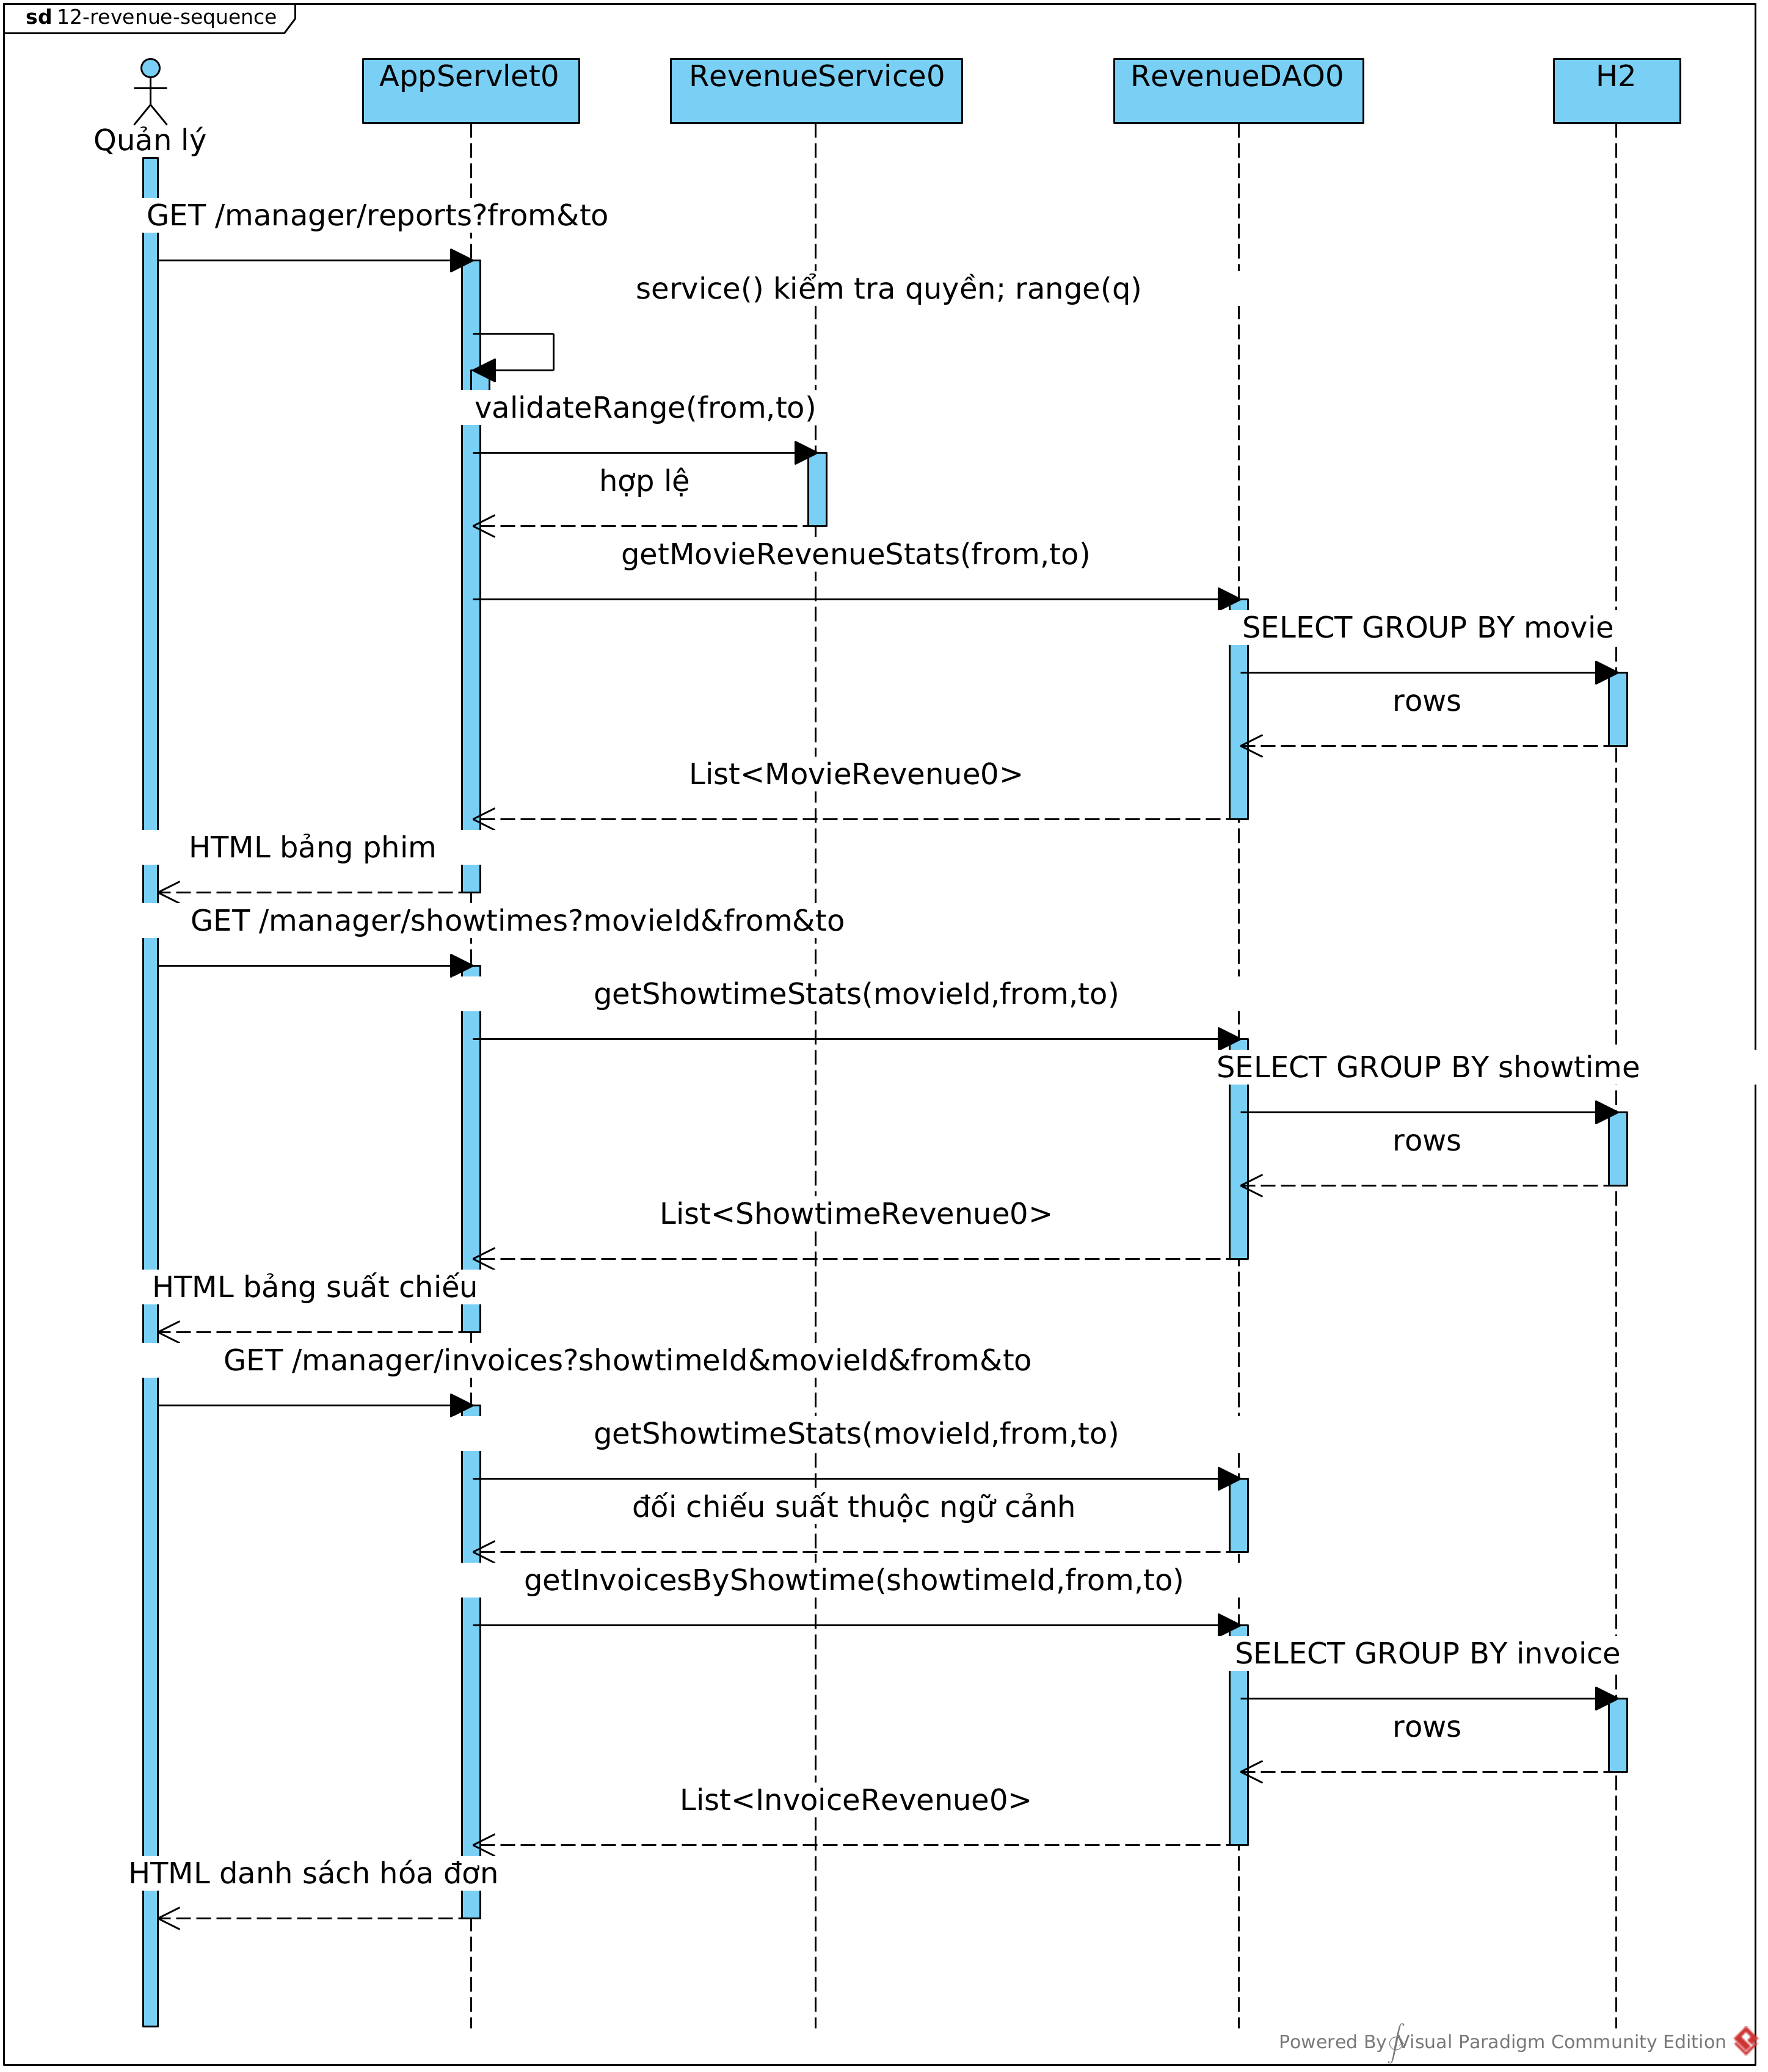 sd 12-revenue-sequence
AppServlet0
RevenueService0
RevenueDAO0
H2
Quản lý
GET /manager/reports?from&to
service() kiểm tra quyền; range(q)
validateRange(from,to)
hợp lệ
getMovieRevenueStats(from,to)
SELECT GROUP BY movie
rows
List<MovieRevenue0>
HTML bảng phim
GET /manager/showtimes?movieId&from&to
getShowtimeStats(movieId,from,to)
SELECT GROUP BY showtime
rows
List<ShowtimeRevenue0>
HTML bảng suất chiếu
GET /manager/invoices?showtimeId&movieId&from&to
getShowtimeStats(movieId,from,to)
đối chiếu suất thuộc ngữ cảnh
getInvoicesByShowtime(showtimeId,from,to)
SELECT GROUP BY invoice
rows
List<InvoiceRevenue0>
HTML danh sách hóa đơn
Powered By Visual Paradigm Community Edition